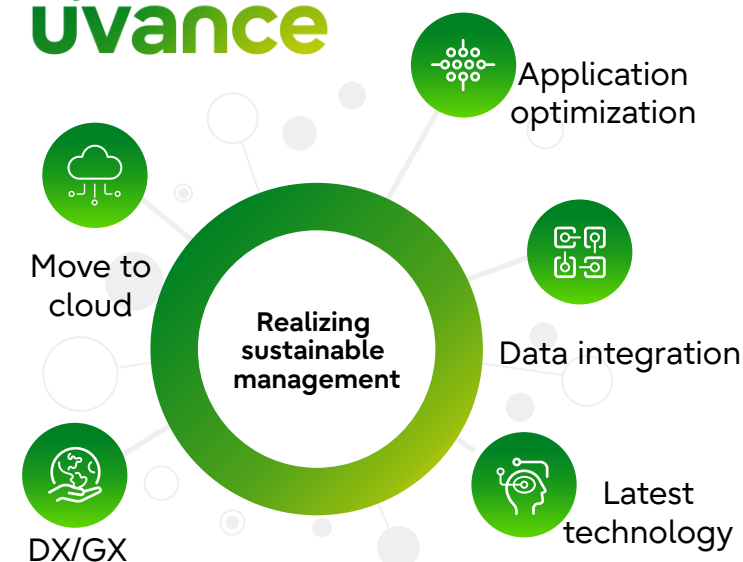 uvance
Application
optimization
Move to
cloud
Realizing
sustainable
management
Data integration
Latest
technology
DX/GX